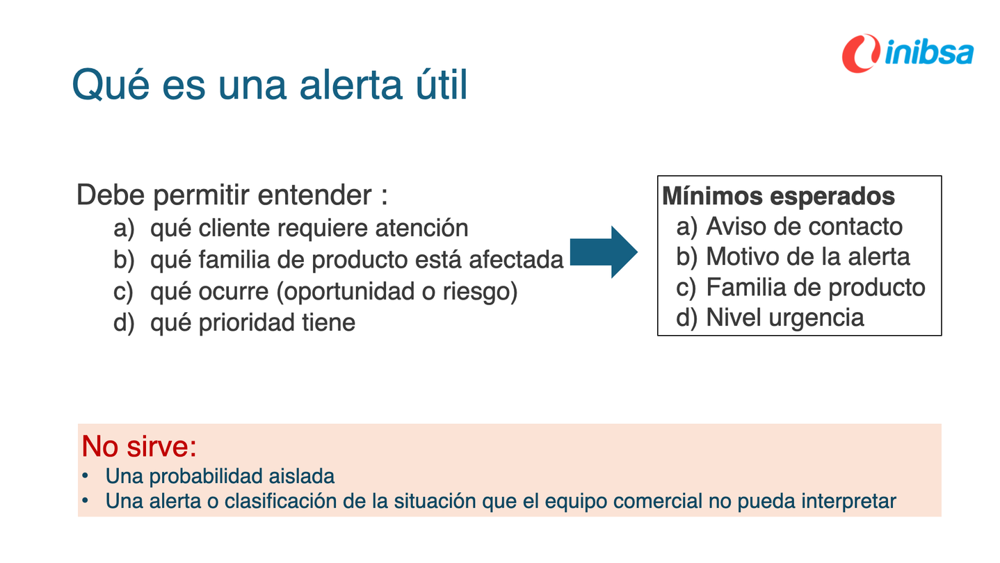 inibsa
Qué es una alerta útil
Debe permitir entender :
a) qué cliente requiere atención
b) qué familia de producto está afectada
c) qué ocurre (oportunidad o riesgo)
d) qué prioridad tiene
Mínimos esperados
a) Aviso de contacto
b) Motivo de la alerta
c) Familia de producto
d) Nivel urgencia
No sirve:
• Una probabilidad aislada
• Una alerta o clasificación de la situación que el equipo comercial no pueda interpretar